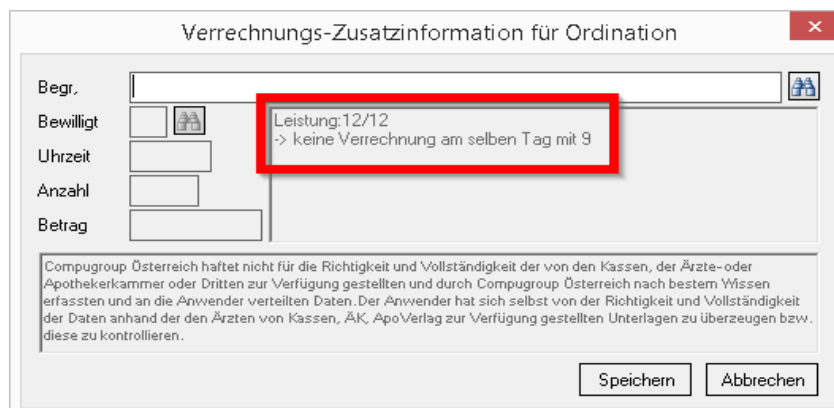 Verrechnungs-Zusatzinformation für Ordination
Begr,
Bewilligt
Leistung:12/12
-> keine Verrechnung am selben Tag mit 9
Uhrzeit
Anzahl
Betrag
Compugroup Österreich haftet nicht für die Richtigkeit und Vollständigkeit der von den Kassen, der Ärzte- oder
Apothekerkammer oder Dritten zur Verfügung gestellten und durch Compugroup Österreich nach bestem Wissen
erfassten und an die Anwender verteilten Daten.Der Anwender hat sich selbst von der Richtigkeit und Vollständigkeit
der Daten anhand der den Ärzten von Kassen, ÄK, ApoVerlag zur Verfügung gestellten Unterlagen zu überzeugen bzw.
diese zu kontrollieren.
Speichern
Abbrechen